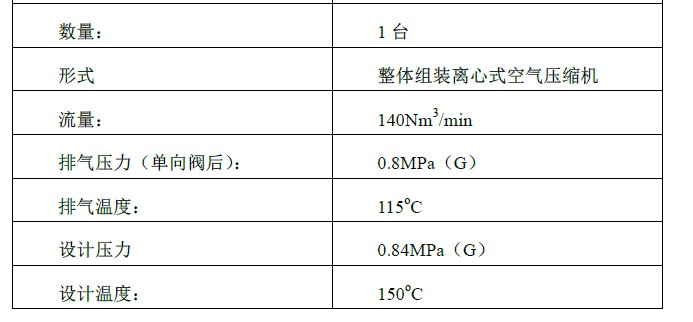 数量： 1 台
形式 整体组装离心式空气压缩机
流量： 140Nm³/min
排气压力（单向阀后）： 0.8MPa（G）
排气温度： 115℃
设计压力 0.84MPa（G）
设计温度： 150℃